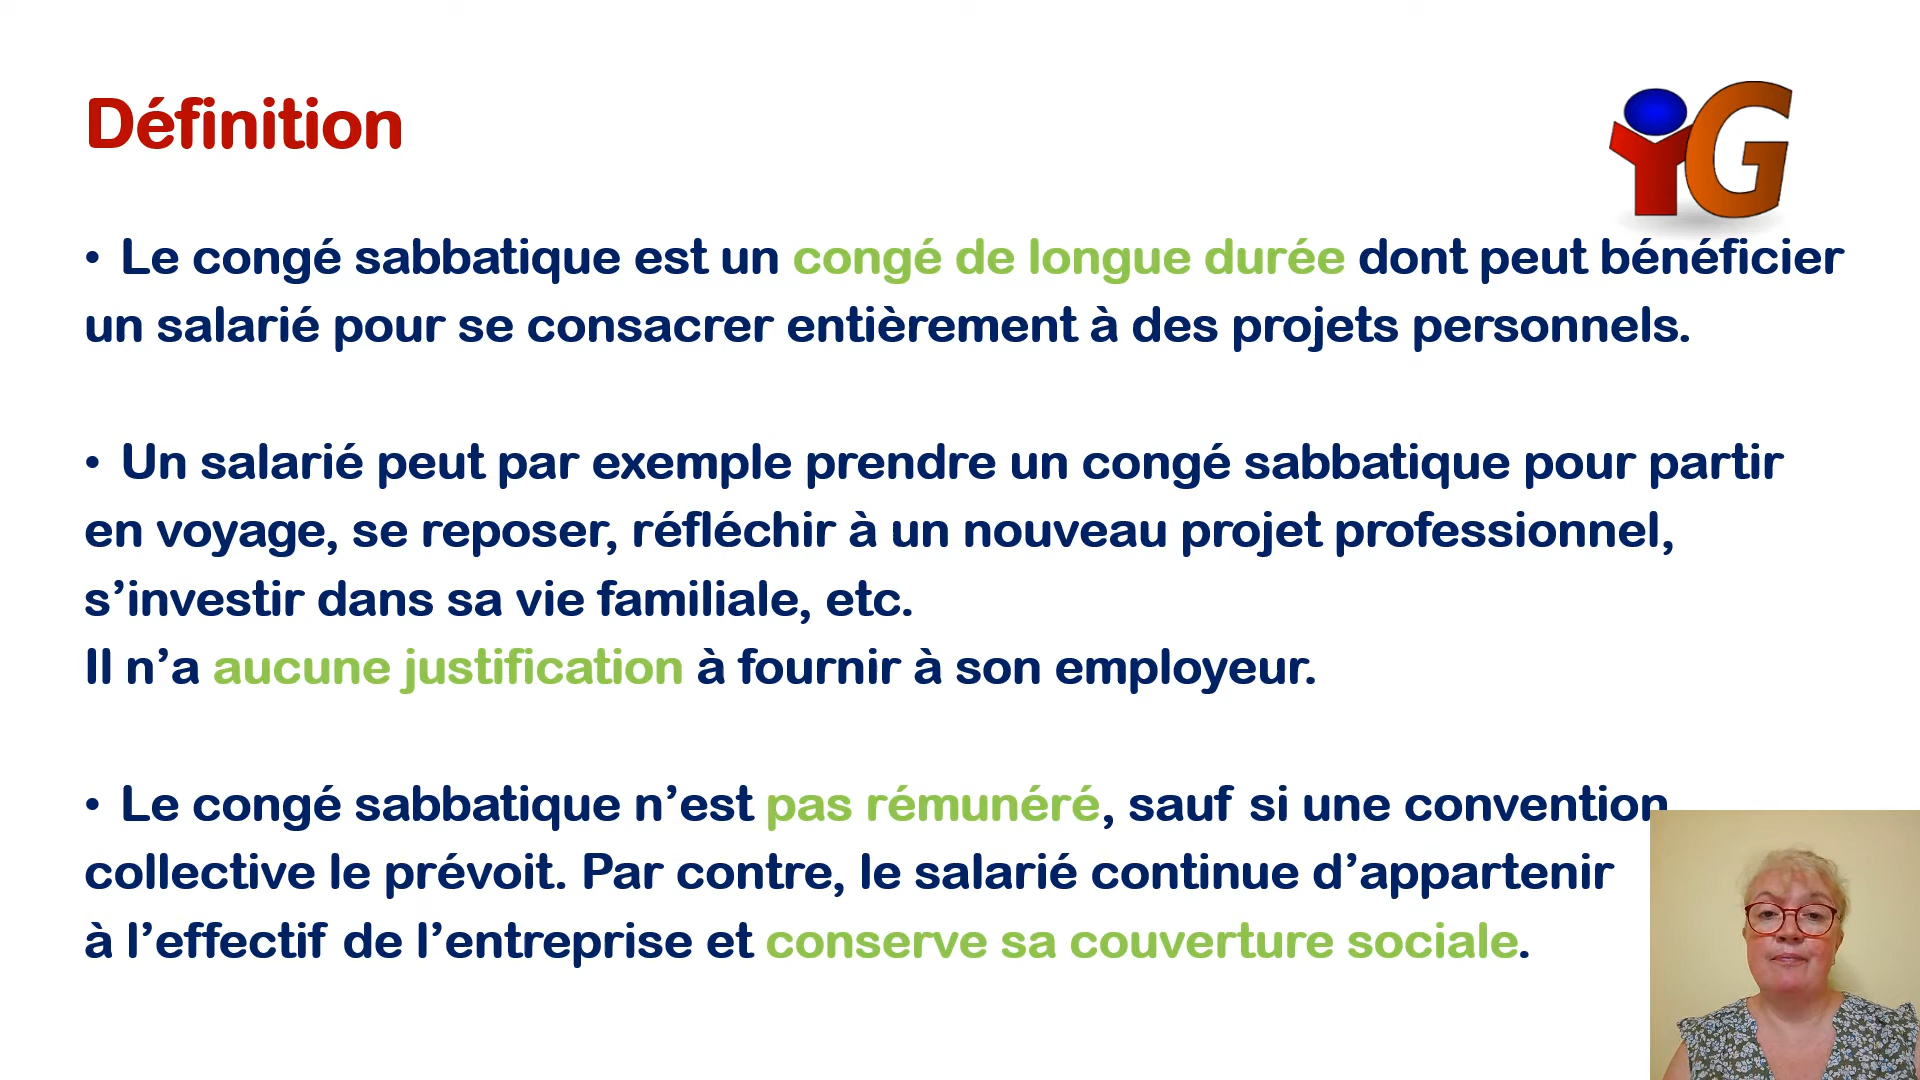 Définition
G
• Le congé sabbatique est un congé de longue durée dont peut bénéficier
un salarié pour se consacrer entièrement à des projets personnels.
• Un salarié peut par exemple prendre un congé sabbatique pour partir
en voyage, se reposer, réfléchir à un nouveau projet professionnel,
s’investir dans sa vie familiale, etc.
Il n’a aucune justification à fournir à son employeur.
• Le congé sabbatique n’est pas rémunéré, sauf si une convention
collective le prévoit. Par contre, le salarié continue d’appartenir
à l’effectif de l’entreprise et conserve sa couverture sociale.